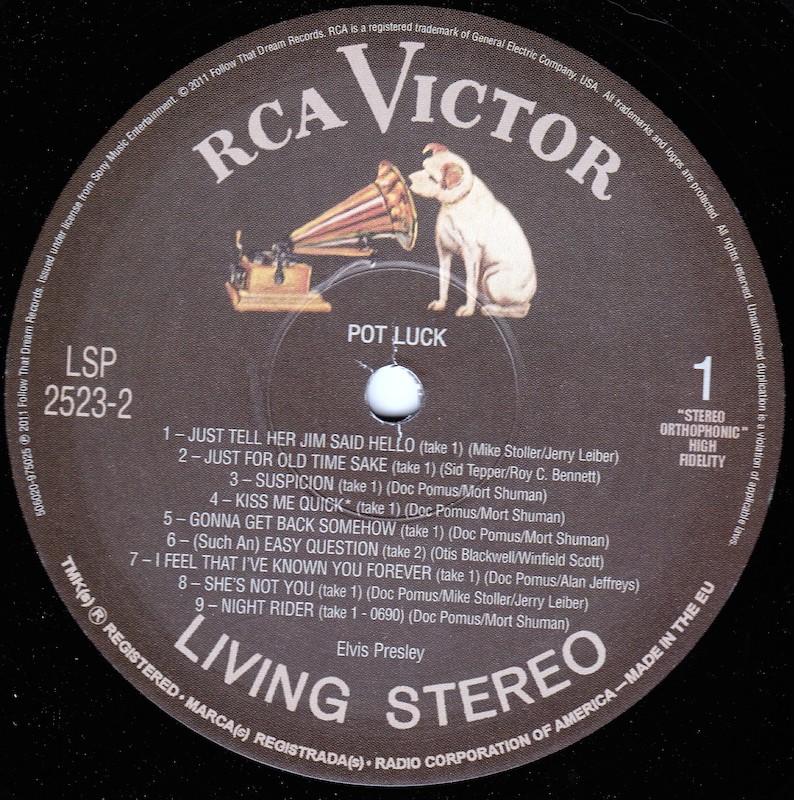 906020-975025 ℗ 2011 Follow That Dream Records. Issued under license from Sony Music Entertainment. © 2011 Follow That Dream Records. RCA is a registered trademark of General Electric Company, USA. All trademarks and logos are protected. All rights reserved. Unauthorized duplication is a violation of applicable laws.
RCA VICTOR
POT LUCK
LSP
2523-2
1
"STEREO
ORTHOPHONIC"
HIGH
FIDELITY
1 – JUST TELL HER JIM SAID HELLO (take 1) (Mike Stoller/Jerry Leiber)
2 – JUST FOR OLD TIME SAKE (take 1) (Sid Tepper/Roy C. Bennett)
3 – SUSPICION (take 1) (Doc Pomus/Mort Shuman)
4 – KISS ME QUICK* (take 1) (Doc Pomus/Mort Shuman)
5 – GONNA GET BACK SOMEHOW (take 1) (Doc Pomus/Mort Shuman)
6 – (Such An) EASY QUESTION (take 2) (Otis Blackwell/Winfield Scott)
7 – I FEEL THAT I'VE KNOWN YOU FOREVER (take 1) (Doc Pomus/Alan Jeffreys)
8 – SHE'S NOT YOU (take 1) (Doc Pomus/Mike Stoller/Jerry Leiber)
9 – NIGHT RIDER (take 1 - 0690) (Doc Pomus/Mort Shuman)
Elvis Presley
LIVING STEREO
TMK(s) ® REGISTERED • MARCA(s) REGISTRADA(s) • RADIO CORPORATION OF AMERICA—MADE IN THE EU